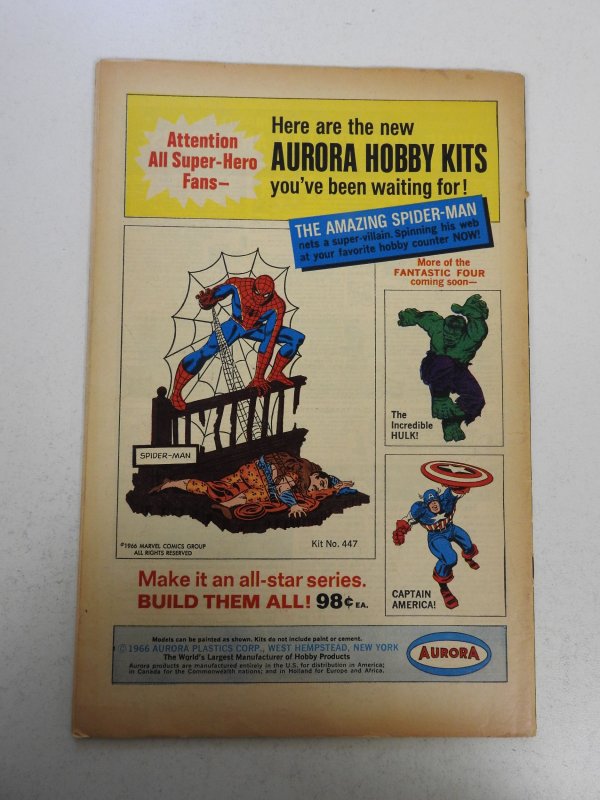 Attention
All Super-Hero
Fans—
Here are the new
AURORA HOBBY KITS
you've been waiting for!
THE AMAZING SPIDER-MAN
nets a super-villain. Spinning his web
at your favorite hobby counter NOW!
More of the
FANTASTIC FOUR
coming soon—
The
Incredible
HULK!
SPIDER-MAN
©1966 MARVEL COMICS GROUP
ALL RIGHTS RESERVED
Kit No. 447
CAPTAIN
AMERICA!
Make it an all-star series.
BUILD THEM ALL! 98¢ EA.
Models can be painted as shown. Kits do not include paint or cement.
©1966 AURORA PLASTICS CORP., WEST HEMPSTEAD, NEW YORK
The World's Largest Manufacturer of Hobby Products
Aurora products are manufactured entirely in the U.S. for distribution in America;
in Canada for the Commonwealth nations; and in Holland for Europe and Africa.
AURORA